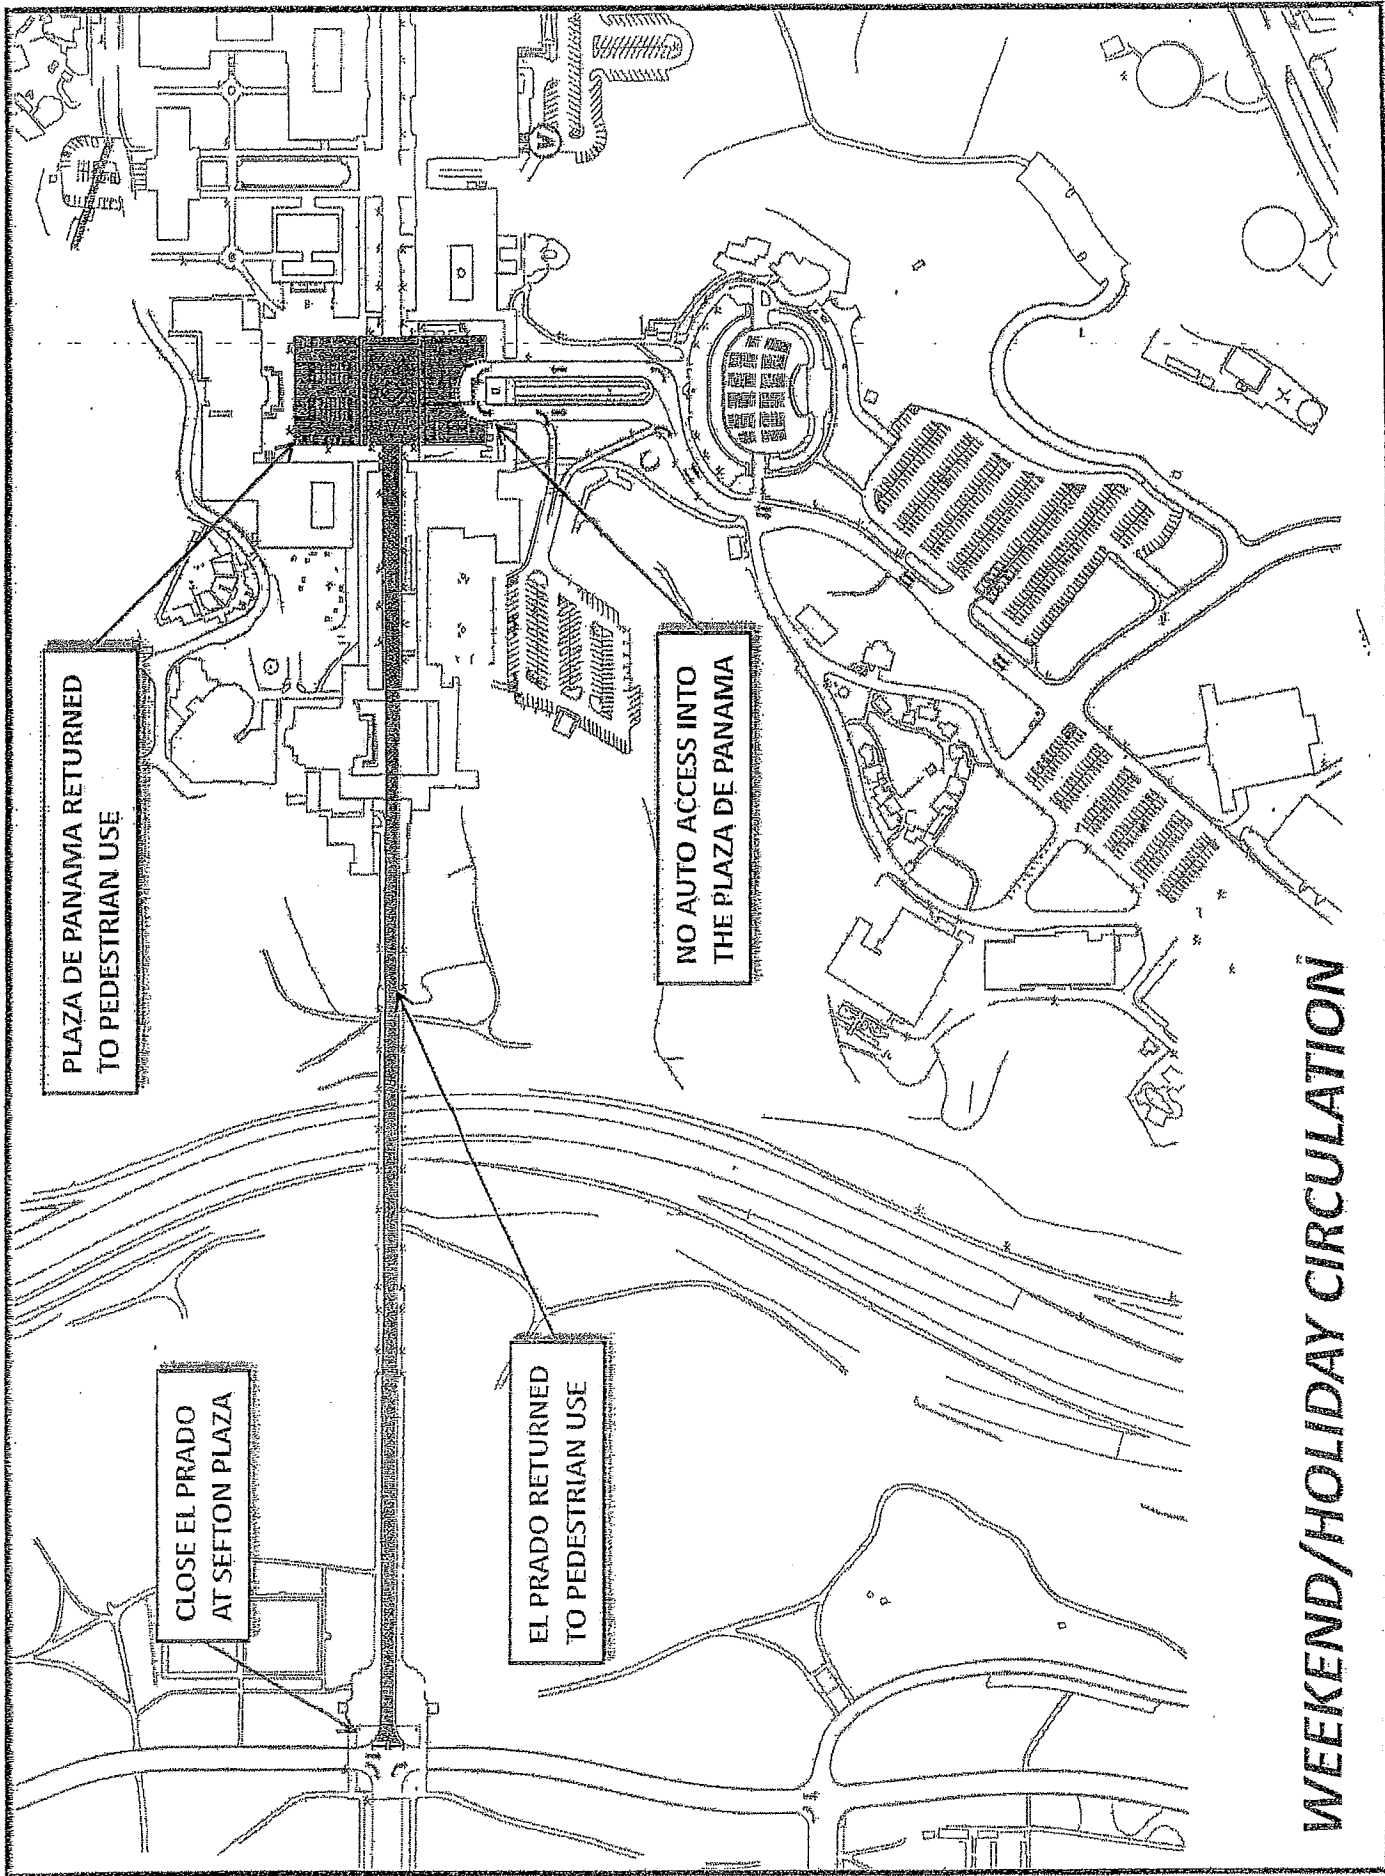 PLAZA DE PANAMA RETURNED
TO PEDESTRIAN USE
CLOSE EL PRADO
AT SEFTON PLAZA
NO AUTO ACCESS INTO
THE PLAZA DE PANAMA
EL PRADO RETURNED
TO PEDESTRIAN USE
A
WEEKEND/HOLIDAY CIRCULATION